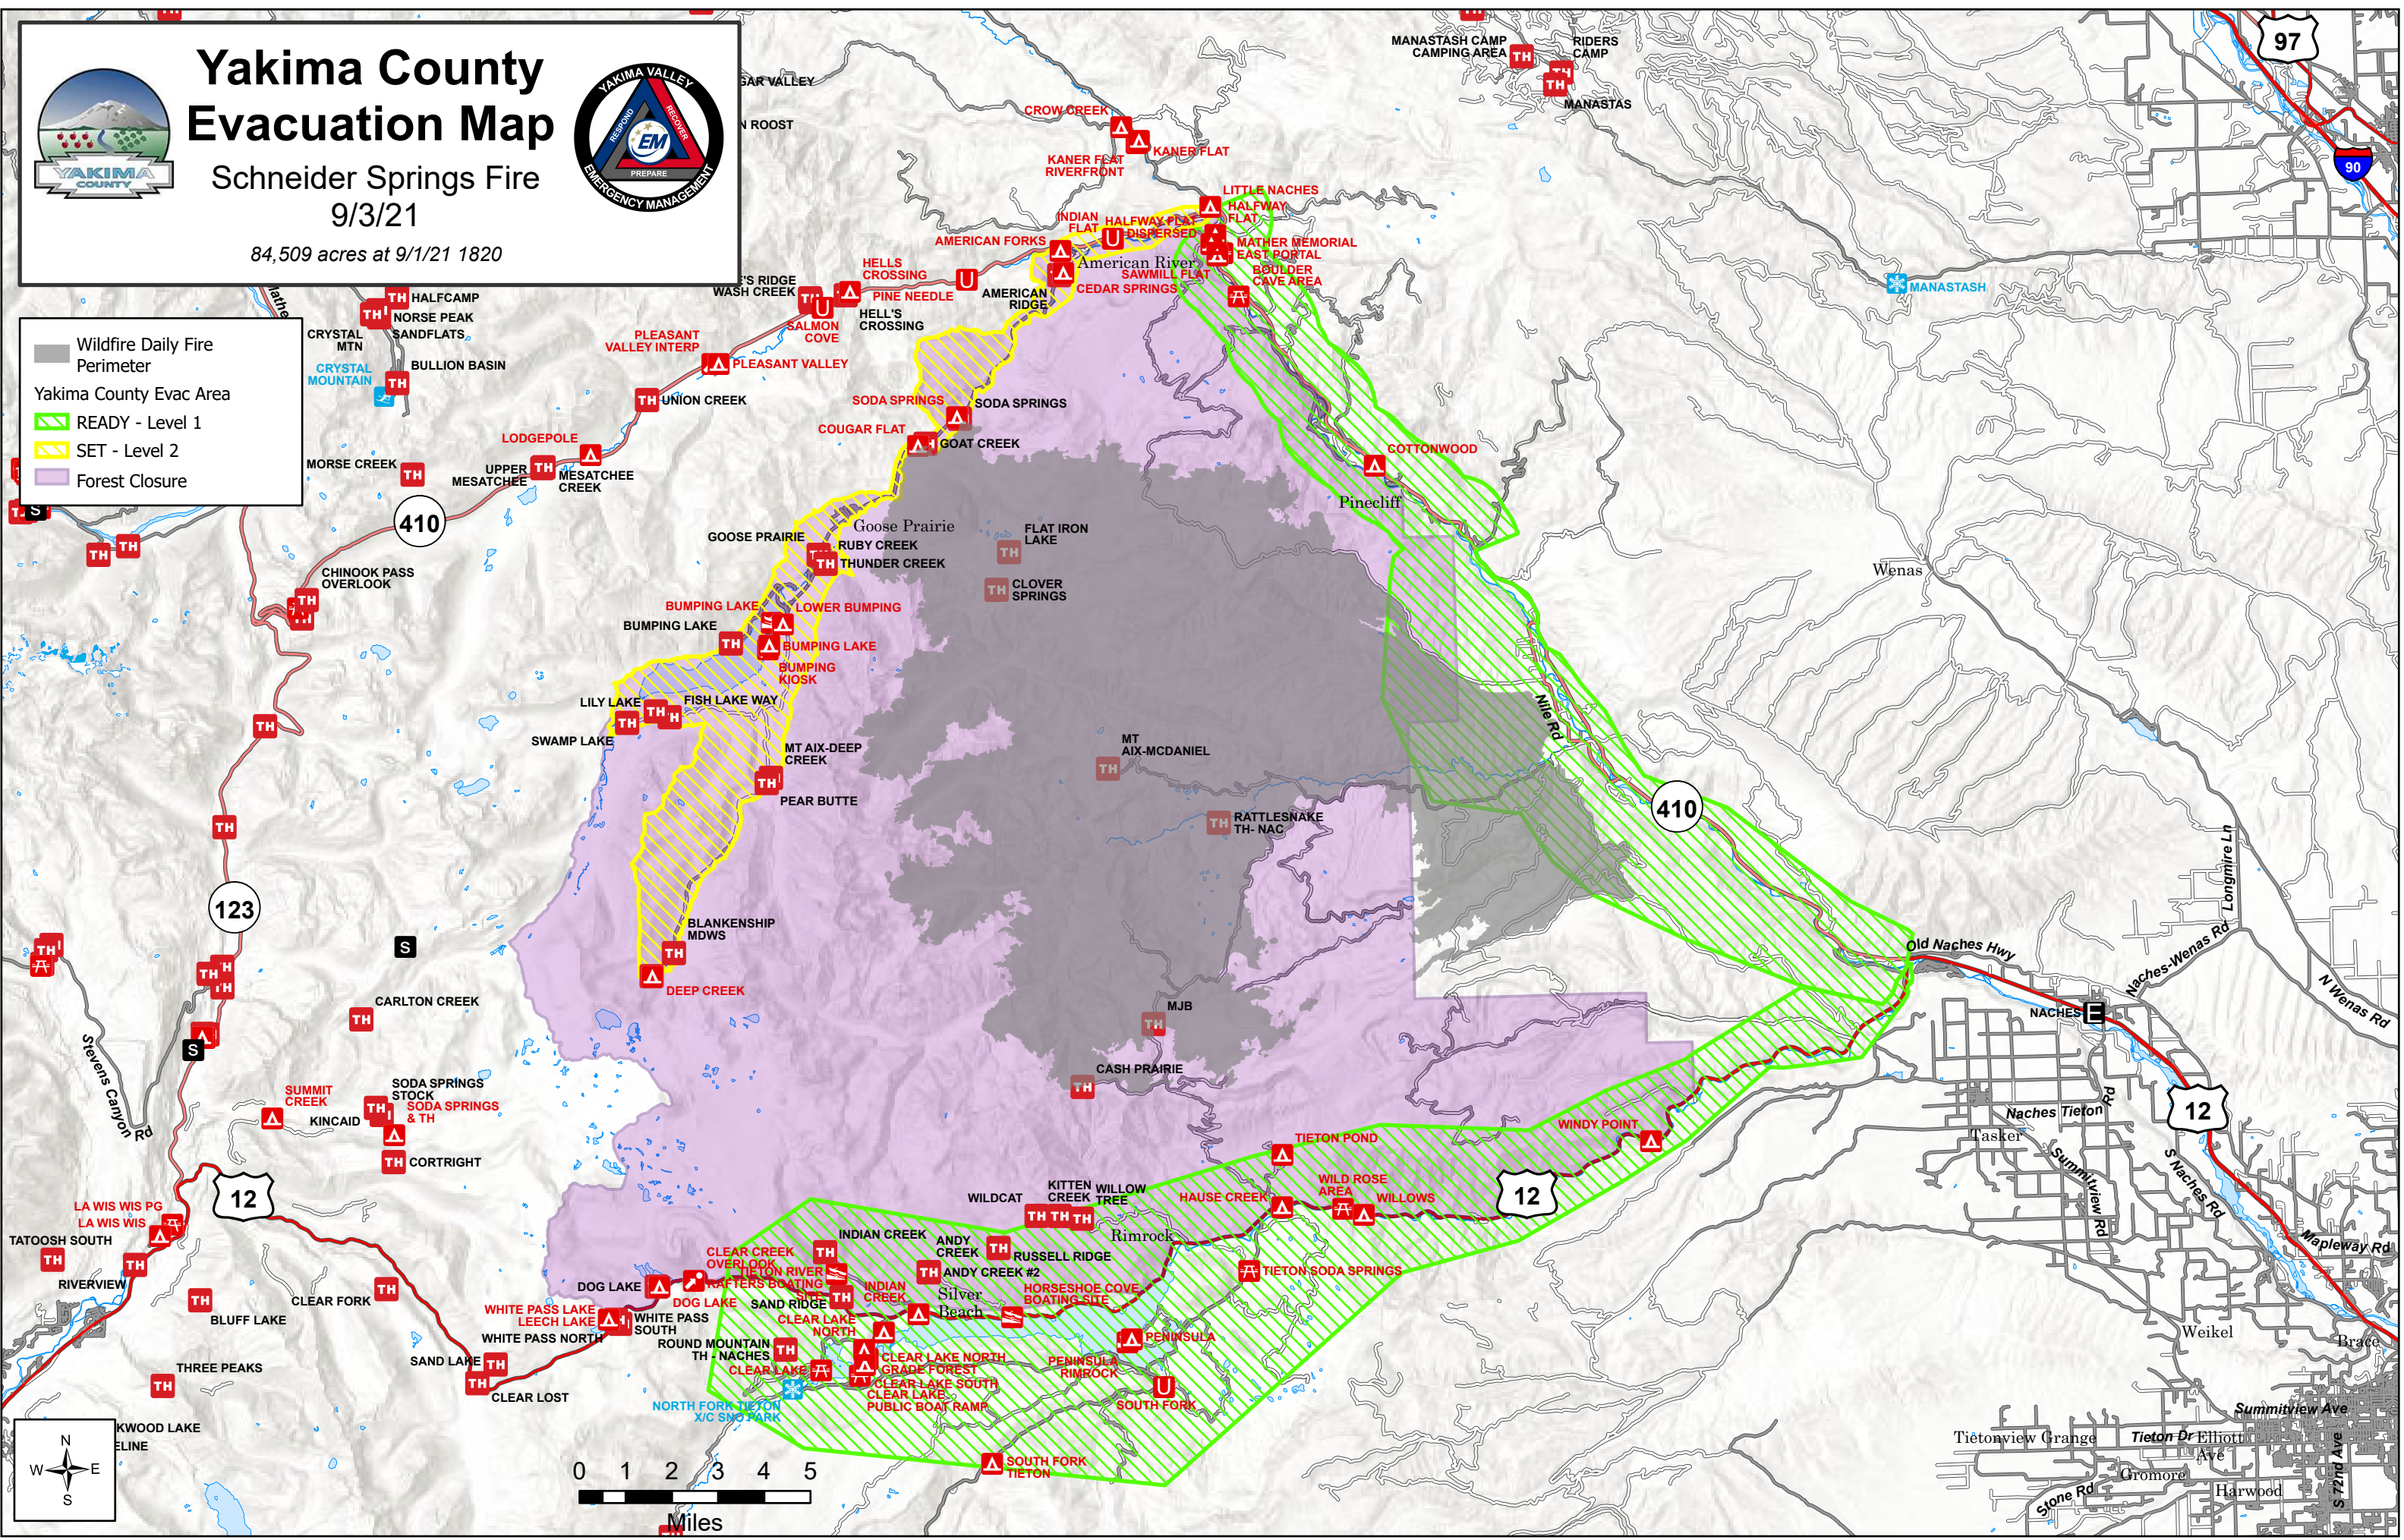 Yakima County
Evacuation Map
Schneider Springs Fire
9/3/21
84,509 acres at 9/1/21 1820
YAKIMA
COUNTY
YAKIMA VALLEY
EMERGENCY MANAGEMENT
RESPOND
RECOVER
PREPARE
EM
Wildfire Daily Fire
Perimeter
Yakima County Evac Area
READY - Level 1
SET - Level 2
Forest Closure
GAR VALLEY
N ROOST
MANASTASH CAMP
CAMPING AREA
RIDERS
CAMP
MANASTAS
97
90
CROW CREEK
KANER FLAT
KANER FLAT
RIVERFRONT
LITTLE NACHES
HALFWAY
FLAT
INDIAN
FLAT
HALFWAY FLAT
DISPERSED
AMERICAN FORKS
MATHER MEMORIAL
EAST PORTAL
American River
SAWMILL FLAT
BOULDER
CAVE AREA
CEDAR SPRINGS
AMERICAN
RIDGE
HELLS
CROSSING
PINE NEEDLE
'S RIDGE
WASH CREEK
HELL'S
CROSSING
SALMON
COVE
MANASTASH
HALFCAMP
NORSE PEAK
SANDFLATS
CRYSTAL
MTN
CRYSTAL
MOUNTAIN
BULLION BASIN
PLEASANT
VALLEY INTERP
PLEASANT VALLEY
UNION CREEK
SODA SPRINGS
SODA SPRINGS
COUGAR FLAT
GOAT CREEK
LODGEPOLE
MORSE CREEK
UPPER
MESATCHEE
MESATCHEE
CREEK
410
COTTONWOOD
Pinecliff
Goose Prairie
GOOSE PRAIRIE
RUBY CREEK
THUNDER CREEK
FLAT IRON
LAKE
CLOVER
SPRINGS
Wenas
CHINOOK PASS
OVERLOOK
BUMPING LAKE
LOWER BUMPING
BUMPING LAKE
BUMPING LAKE
BUMPING
KIOSK
LILY LAKE
FISH LAKE WAY
SWAMP LAKE
MT AIX-DEEP
CREEK
PEAR BUTTE
MT
AIX-MCDANIEL
RATTLESNAKE
TH- NAC
Nile Rd
410
Longmire Ln
123
BLANKENSHIP
MDWS
DEEP CREEK
Old Naches Hwy
Naches-Wenas Rd
N Wenas Rd
NACHES
E
CARLTON CREEK
MJB
CASH PRAIRIE
Stevens Canyon Rd
SUMMIT
CREEK
SODA SPRINGS
STOCK
SODA SPRINGS
& TH
KINCAID
CORTRIGHT
12
Naches Tieton Rd
Tasker
Summitview Rd
S Naches Rd
Mapleway Rd
WINDY POINT
TIETON POND
12
LA WIS WIS PG
LA WIS WIS
12
TATOOSH SOUTH
RIVERVIEW
BLUFF LAKE
CLEAR FORK
THREE PEAKS
SAND LAKE
CLEAR LOST
WILDCAT
KITTEN
CREEK
WILLOW
TREE
HAUSE CREEK
WILD ROSE
AREA
WILLOWS
Rimrock
INDIAN CREEK
ANDY
CREEK
RUSSELL RIDGE
ANDY CREEK #2
TIETON SODA SPRINGS
CLEAR CREEK
OVERLOOK
TIETON RIVER
RAFTERS BOATING
SITE
DOG LAKE
DOG LAKE
SAND RIDGE
INDIAN
CREEK
Silver
Beach
HORSESHOE COVE
BOATING SITE
WHITE PASS LAKE
LEECH LAKE
WHITE PASS
SOUTH
WHITE PASS NORTH
CLEAR LAKE
NORTH
ROUND MOUNTAIN
TH - NACHES
CLEAR LAKE
CLEAR LAKE NORTH
GRADE FOREST
CLEAR LAKE SOUTH
CLEAR LAKE
PUBLIC BOAT RAMP
PENINSULA
PENINSULA
RIMROCK
SOUTH FORK
NORTH FORK TIETON
X/C SNO PARK
SOUTH FORK
TIETON
Weikel
Brace
Summitview Ave
Tietonview Grange
Tieton Dr
Elliott
Ave
Gromore
Harwood
Stone Rd
S 72nd Ave
KWOOD LAKE
ELINE
N
W
E
S
0 1 2 3 4 5
Miles